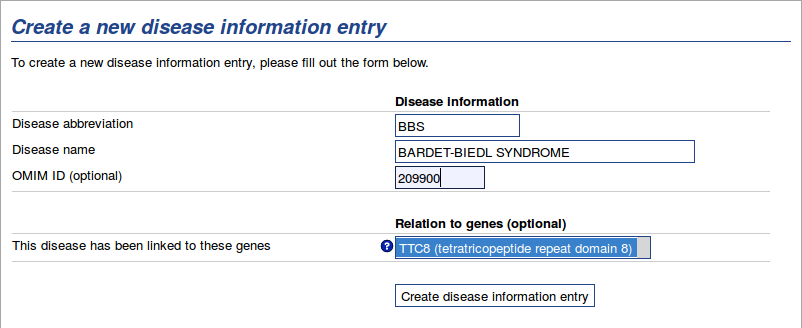 Create a new disease information entry
To create a new disease information entry, please fill out the form below.
Disease information
Disease abbreviation BBS
Disease name BARDET-BIEDL SYNDROME
OMIM ID (optional) 209900
Relation to genes (optional)
This disease has been linked to these genes ? TTC8 (tetratricopeptide repeat domain 8)
Create disease information entry